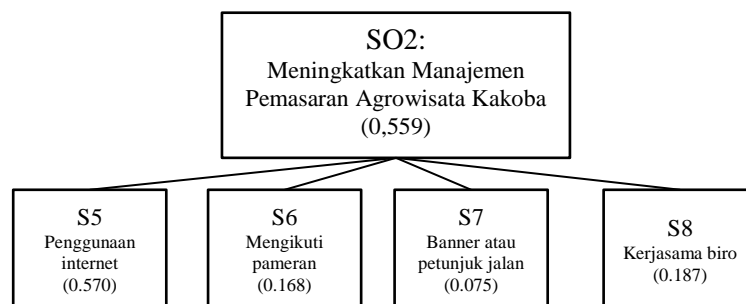 SO2:
Meningkatkan Manajemen
Pemasaran Agrowisata Kakoba
(0,559)
S5
Penggunaan
internet
(0.570)
S6
Mengikuti
pameran
(0.168)
S7
Banner atau
petunjuk jalan
(0.075)
S8
Kerjasama biro
(0.187)